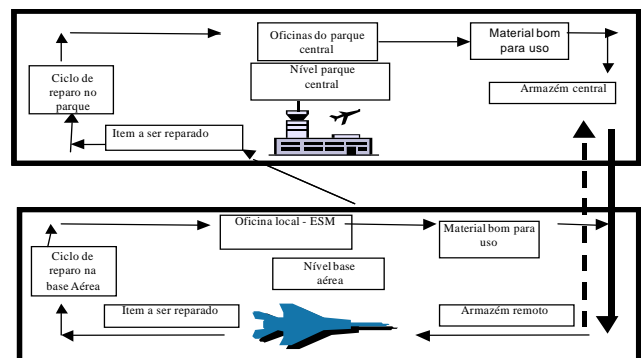 Oficinas do parque
central
Material bom
para uso
Nível parque
central
Ciclo de
reparo no
parque
Armazém central
Item a ser reparado
Oficina local - ESM
Material bom para
uso
Ciclo de
reparo na
base Aérea
Nível base
aérea
Item a ser reparado
Armazém remoto